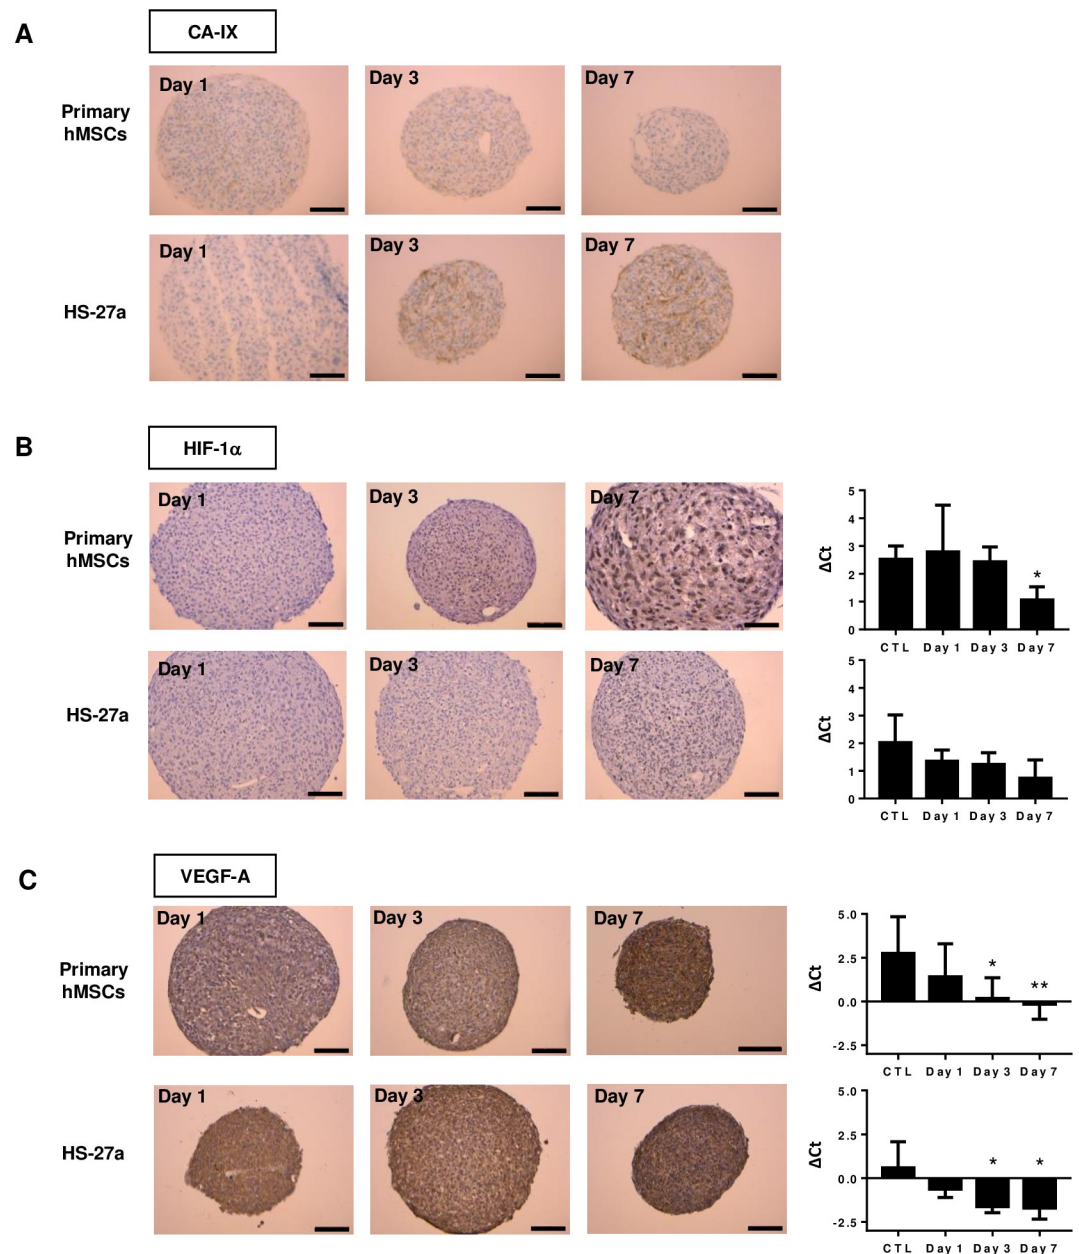 A
CA-IX
Primary
hMSCs
Day 1
Day 3
Day 7
HS-27a
Day 1
Day 3
Day 7
B
HIF-1α
Primary
hMSCs
Day 1
Day 3
Day 7
5
4
3
2
1
0
ΔCt
*
CTL Day 1 Day 3 Day 7
HS-27a
Day 1
Day 3
Day 7
5
4
3
2
1
0
ΔCt
CTL Day 1 Day 3 Day 7
C
VEGF-A
Primary
hMSCs
Day 1
Day 3
Day 7
5.0
2.5
0.0
-2.5
ΔCt
*
**
CTL Day 1 Day 3 Day 7
HS-27a
Day 1
Day 3
Day 7
5.0
2.5
0.0
-2.5
ΔCt
*
*
CTL Day 1 Day 3 Day 7